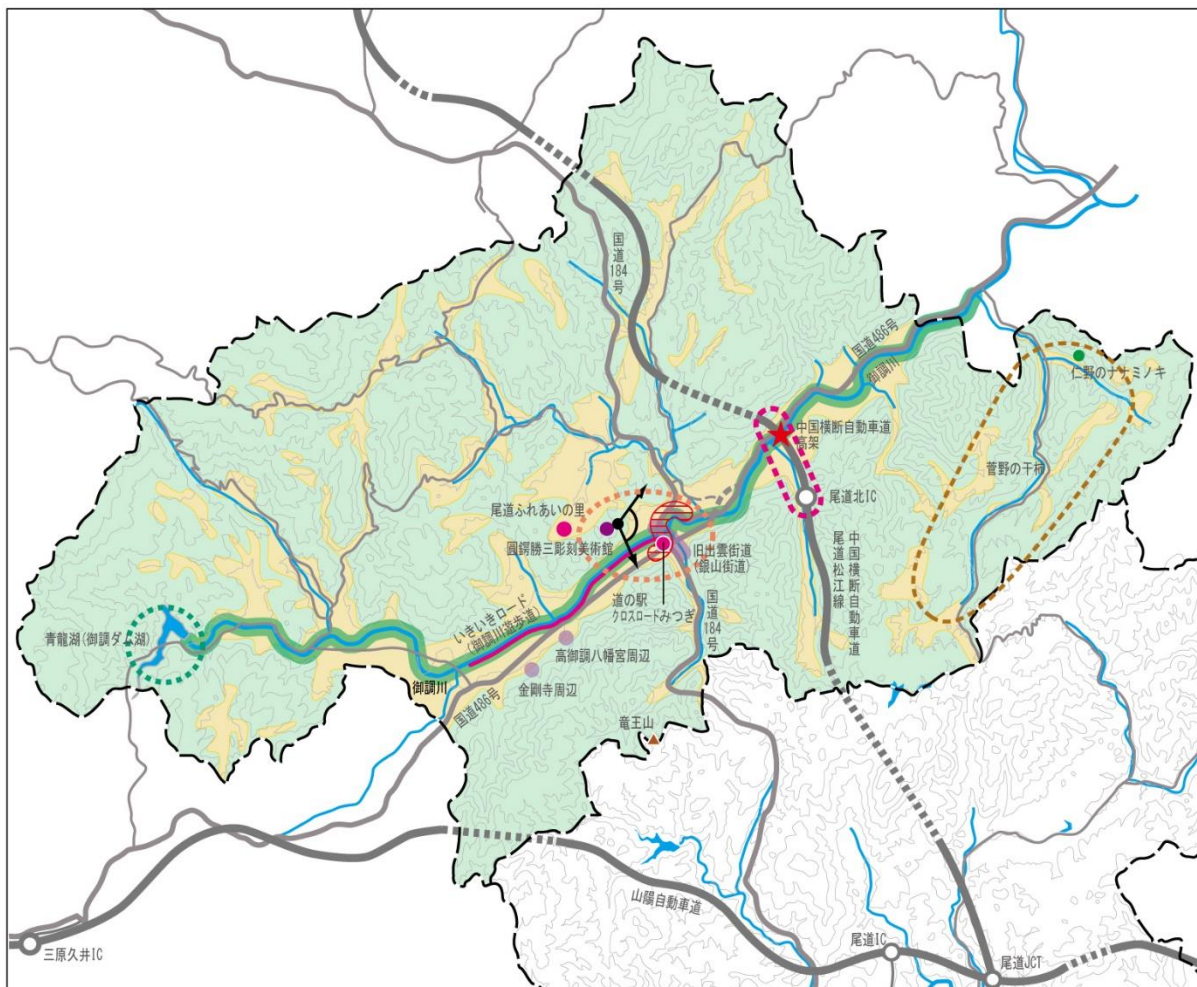 国道184号
国道486号
御調川
仁野のナナミノキ
中国横断自動車道
高架
菅野の干柿
尾道北IC
尾道ふれあいの里
圓鍔勝三彫刻美術館
旧出雲街道
(銀山街道)
道の駅
クロスロードみつぎ
国道184号
中国横断自動車道
尾道松江線
いきいきロード
(御調川遊歩道)
青龍湖(御調ダム湖)
高御調八幡宮周辺
金剛寺周辺
御調川
国道486号
竜王山
山陽自動車道
三原久井IC
尾道IC
尾道JCT